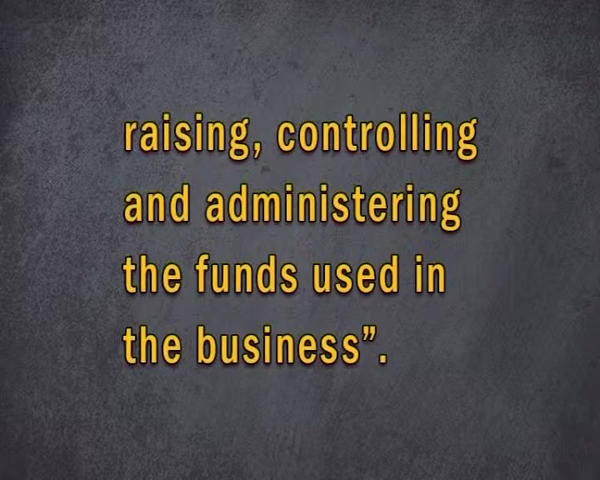 raising, controlling
and administering
the funds used in
the business”.